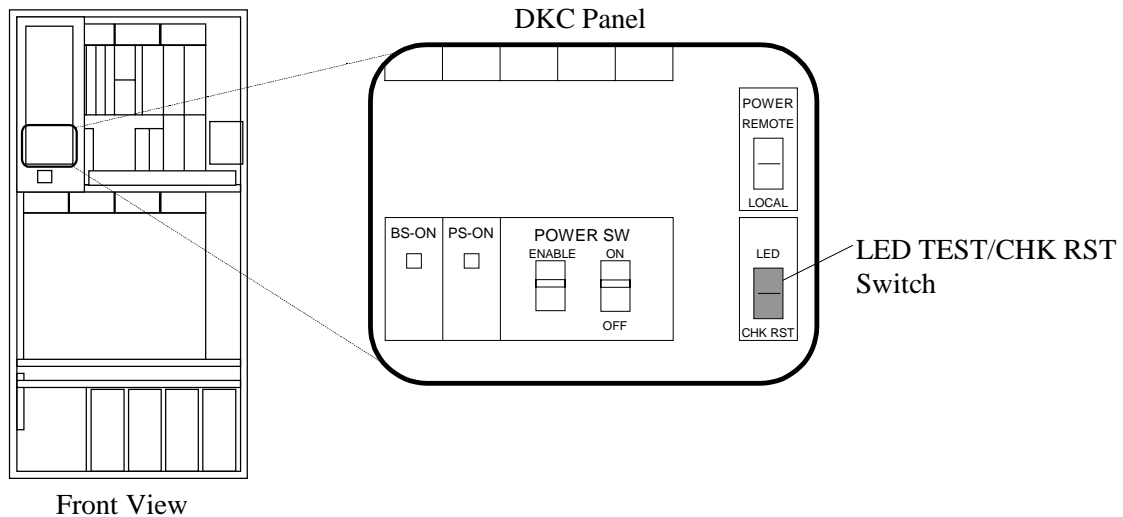 DKC Panel
POWER
REMOTE
LOCAL
BS-ON PS-ON POWER SW
ENABLE ON
OFF
LED
CHK RST
LED TEST/CHK RST
Switch
Front View